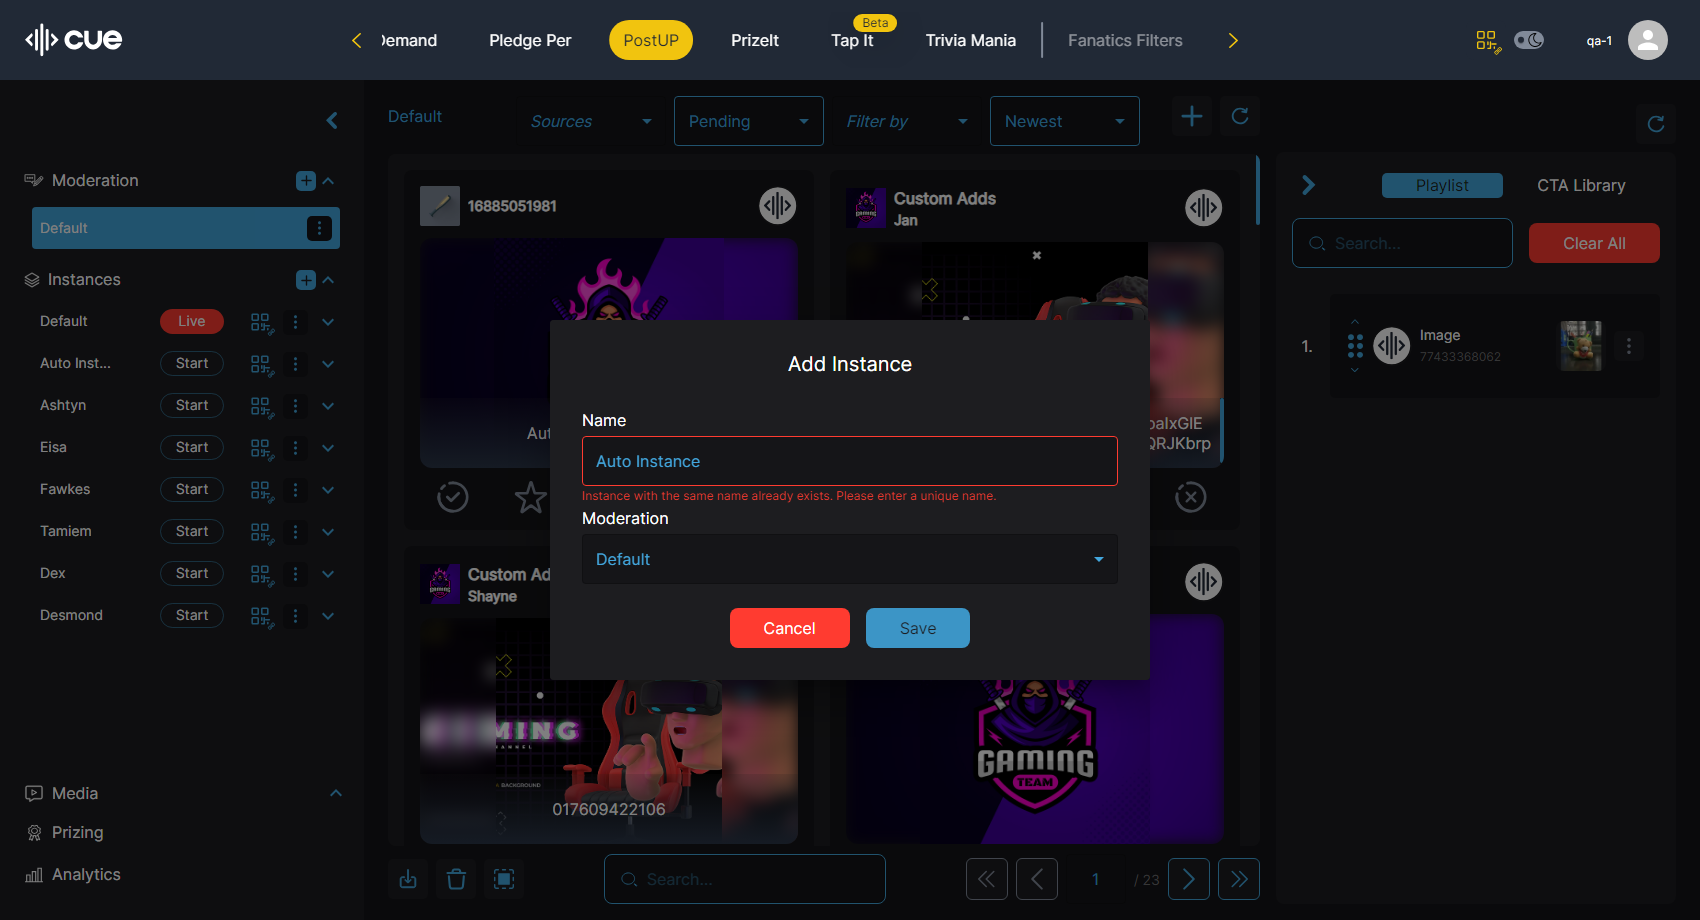 cue
Demand
Pledge Per
PostUP
PrizeIt
Beta
Tap It
Trivia Mania
Fanatics Filters
qa-1
Moderation
Default
Instances
Default
Live
Auto Inst...
Start
Ashtyn
Start
Eisa
Start
Fawkes
Start
Tamiem
Start
Dex
Start
Desmond
Start
Media
Prizing
Analytics
Default
Sources
Pending
Filter by
Newest
16885051981
Custom Adds
Jan
GAMING
Aut
Custom Ad
Shayne
GAMING
BACKGROUND
017609422106
GAMING
TEAM
Add Instance
Name
Auto Instance
Instance with the same name already exists. Please enter a unique name.
Moderation
Default
Cancel
Save
Search...
1
/ 23
Playlist
CTA Library
Search...
Clear All
1.
Image
77433368062